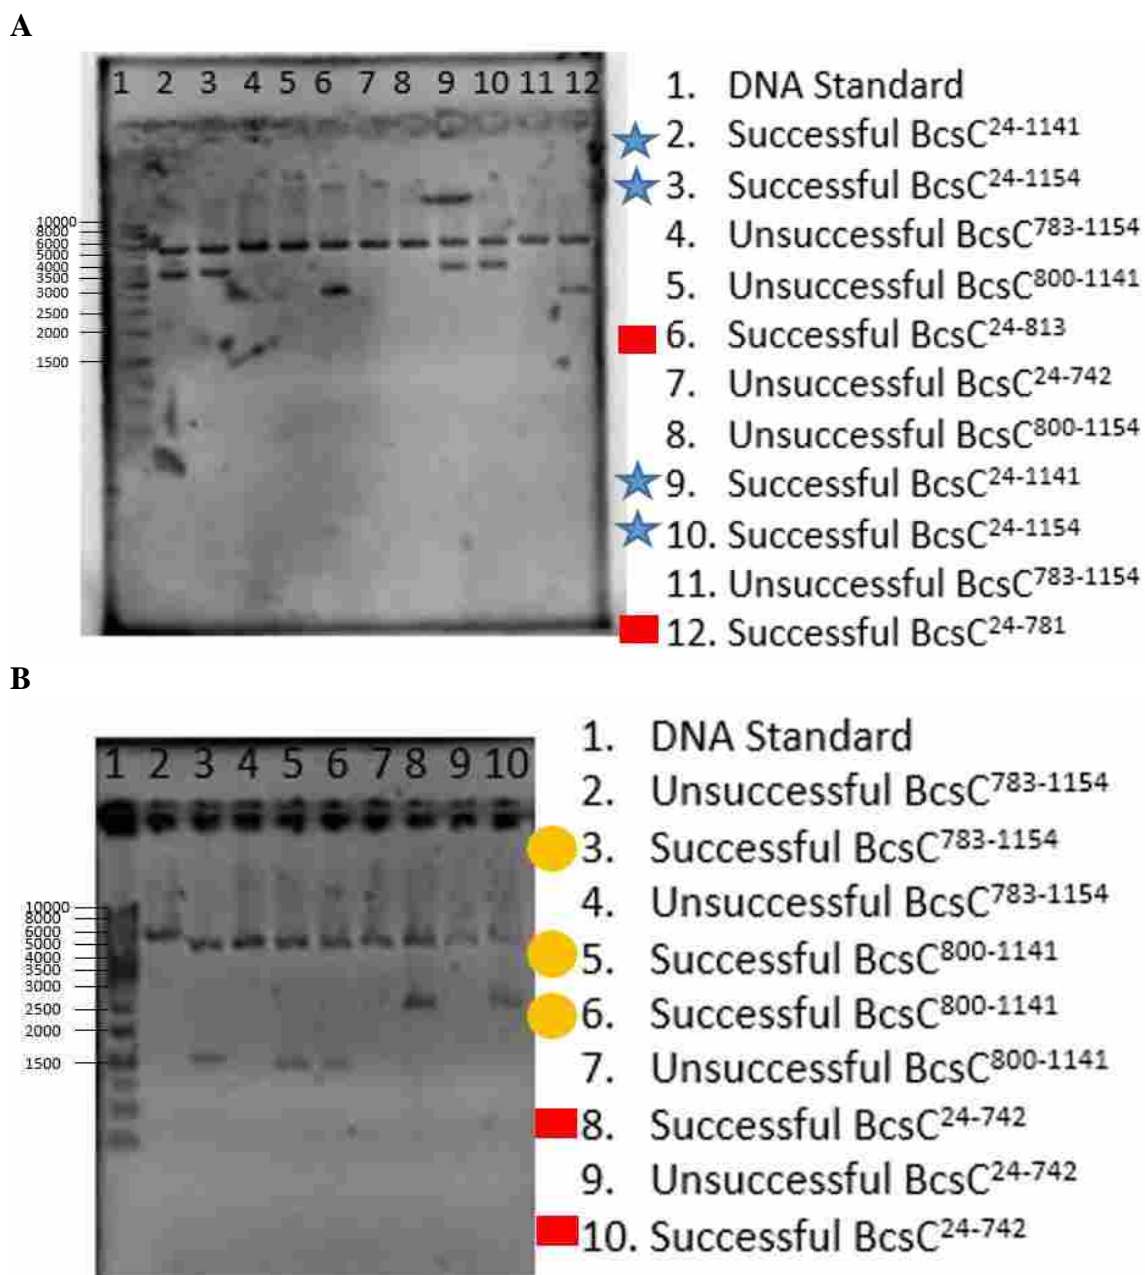 A
1 2 3 4 5 6 7 8 9 10 11 12
10000
8000
6000
5000
4000
3500
3000
2500
2000
1500
1. DNA Standard
2. Successful BcsC24-1141
3. Successful BcsC24-1154
4. Unsuccessful BcsC783-1154
5. Unsuccessful BcsC800-1141
6. Successful BcsC24-813
7. Unsuccessful BcsC24-742
8. Unsuccessful BcsC800-1154
9. Successful BcsC24-1141
10. Successful BcsC24-1154
11. Unsuccessful BcsC783-1154
12. Successful BcsC24-781
B
1 2 3 4 5 6 7 8 9 10
10000
8000
6000
5000
4000
3500
3000
2500
2000
1500
1. DNA Standard
2. Unsuccessful BcsC783-1154
3. Successful BcsC783-1154
4. Unsuccessful BcsC783-1154
5. Successful BcsC800-1141
6. Successful BcsC800-1141
7. Unsuccessful BcsC800-1141
8. Successful BcsC24-742
9. Unsuccessful BcsC24-742
10. Successful BcsC24-742